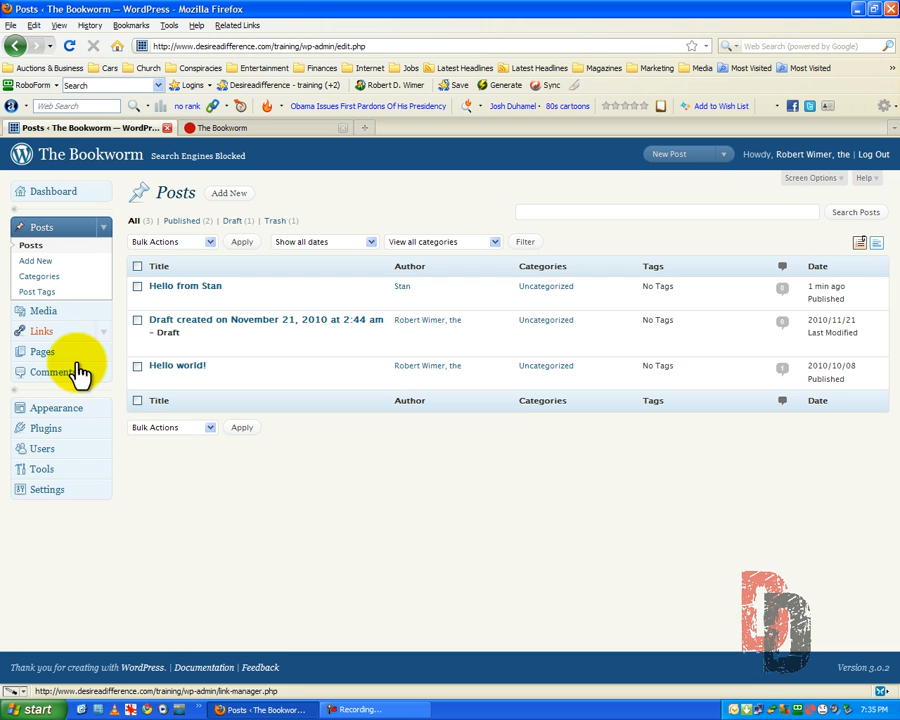 Posts ‹ The Bookworm — WordPress - Mozilla Firefox
File Edit View History Bookmarks Tools Help Related Links
http://www.desireadifference.com/training/wp-admin/edit.php
Web Search (powered by Google)
Auctions & Business Cars Church Conspiracies Entertainment Finances Internet Jobs Latest Headlines Latest Headlines Magazines Marketing Media Most Visited Most Visited
RoboForm Search Logins Desireadifference - training (+2) Robert D. Wimer Save Generate Sync
a Web Search no rank Obama Issues First Pardons Of His Presidency Josh Duhamel 80s cartoons Add to Wish List
Posts ‹ The Bookworm — WordPr... The Bookworm
The Bookworm Search Engines Blocked New Post Howdy, Robert Wimer, the | Log Out
Screen Options Help
Dashboard
Posts Add New
Posts
Posts
Add New
Categories
Post Tags
Media
Links
Pages
Comment
Appearance
Plugins
Users
Tools
Settings
All (3) | Published (2) | Draft (1) | Trash (1)
Search Posts
Bulk Actions Apply Show all dates View all categories Filter
Title Author Categories Tags Date
Hello from Stan Stan Uncategorized No Tags 0 1 min ago
Published
Draft created on November 21, 2010 at 2:44 am Robert Wimer, the Uncategorized No Tags 0 2010/11/21
– Draft Last Modified
Hello world! Robert Wimer, the Uncategorized No Tags 1 2010/10/08
Published
Title Author Categories Tags Date
Bulk Actions Apply
DD
Thank you for creating with WordPress. | Documentation | Feedback Version 3.0.2
http://www.desireadifference.com/training/wp-admin/link-manager.php
start Posts ‹ The Bookwor... Recording... 7:35 PM